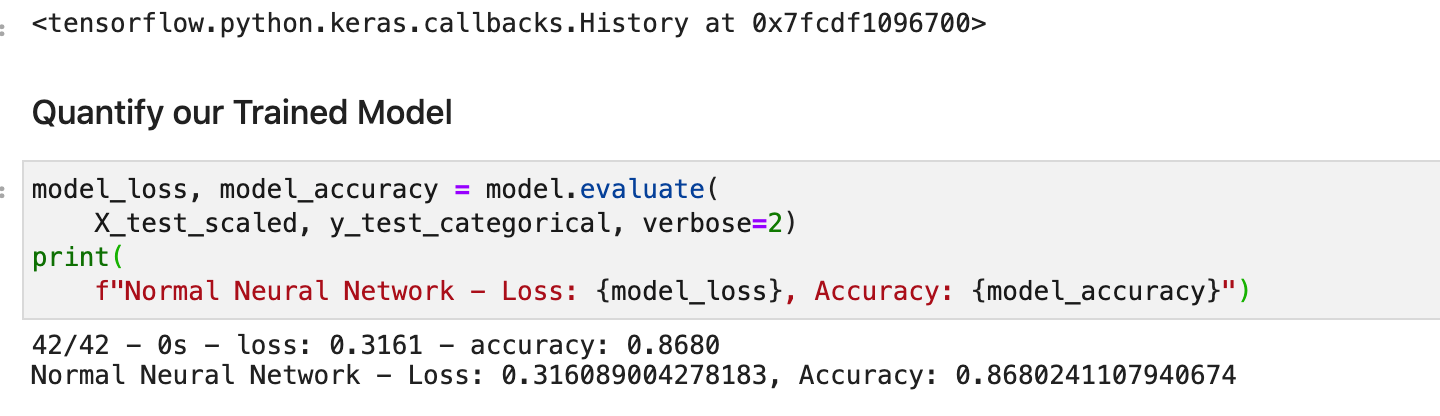 <tensorflow.python.keras.callbacks.History at 0x7fcdf1096700>
Quantify our Trained Model
model_loss, model_accuracy = model.evaluate(
    X_test_scaled, y_test_categorical, verbose=2)
print(
    f"Normal Neural Network – Loss: {model_loss}, Accuracy: {model_accuracy}")
42/42 – 0s – loss: 0.3161 – accuracy: 0.8680
Normal Neural Network – Loss: 0.316089004278183, Accuracy: 0.8680241107940674